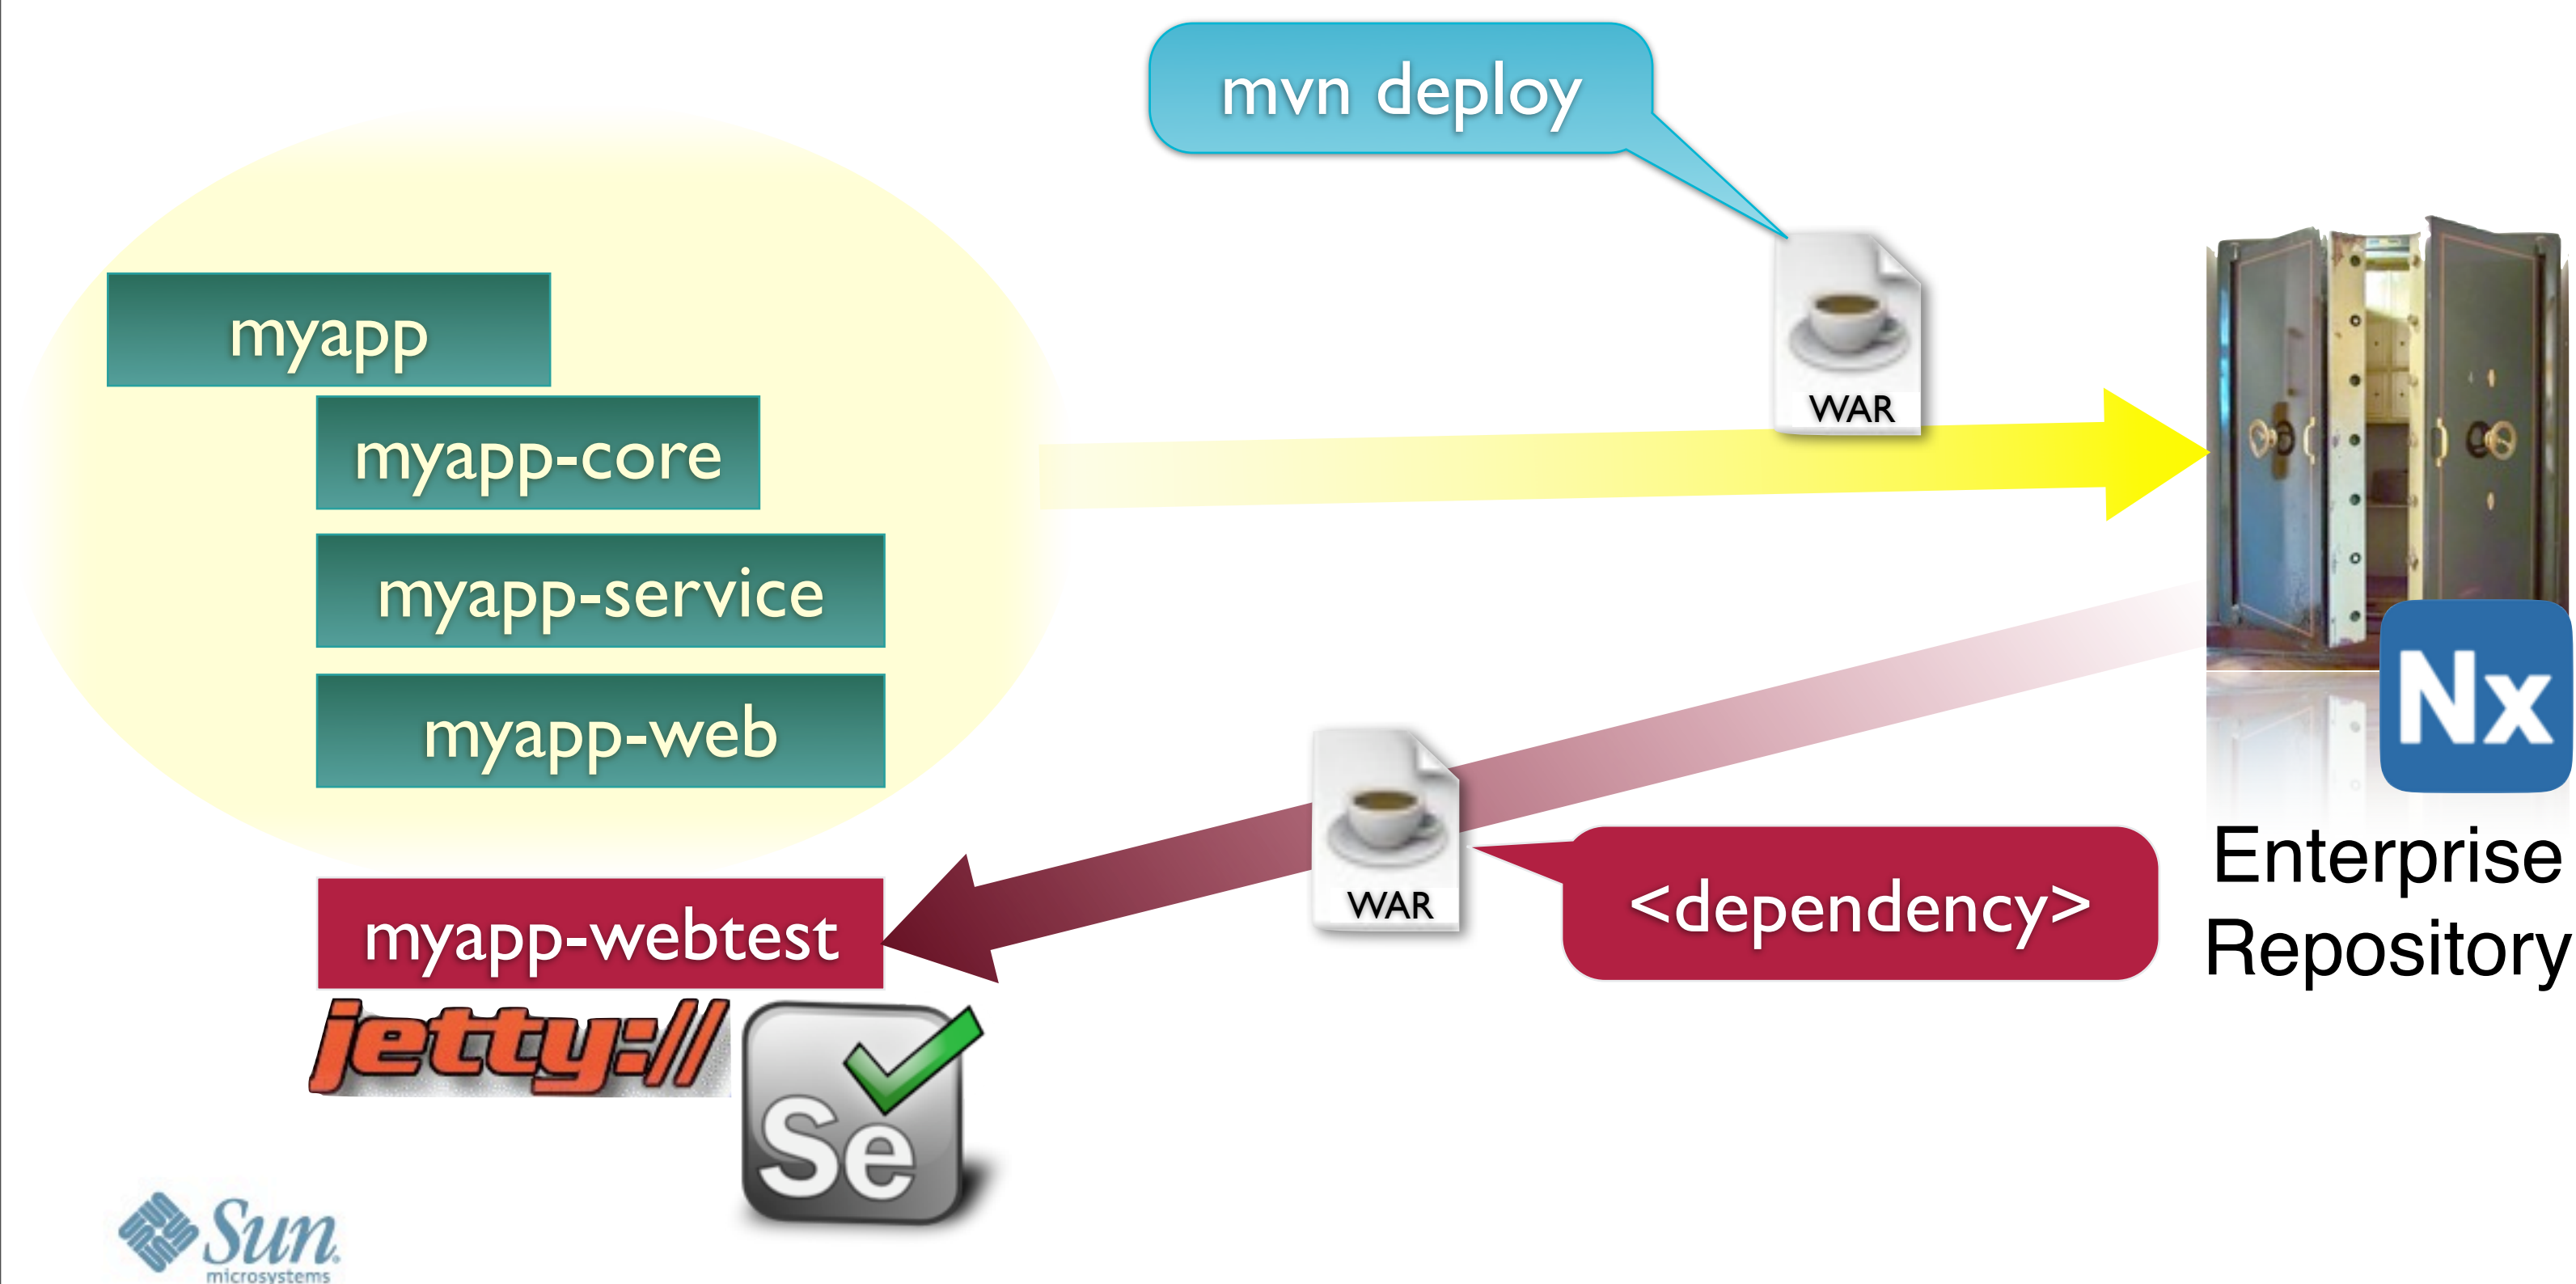 mvn deploy
myapp
myapp-core
WAR
myapp-service
myapp-web
Nx
WAR
<dependency>
Enterprise
Repository
myapp-webtest
jetty://
Se
Sun
microsystems